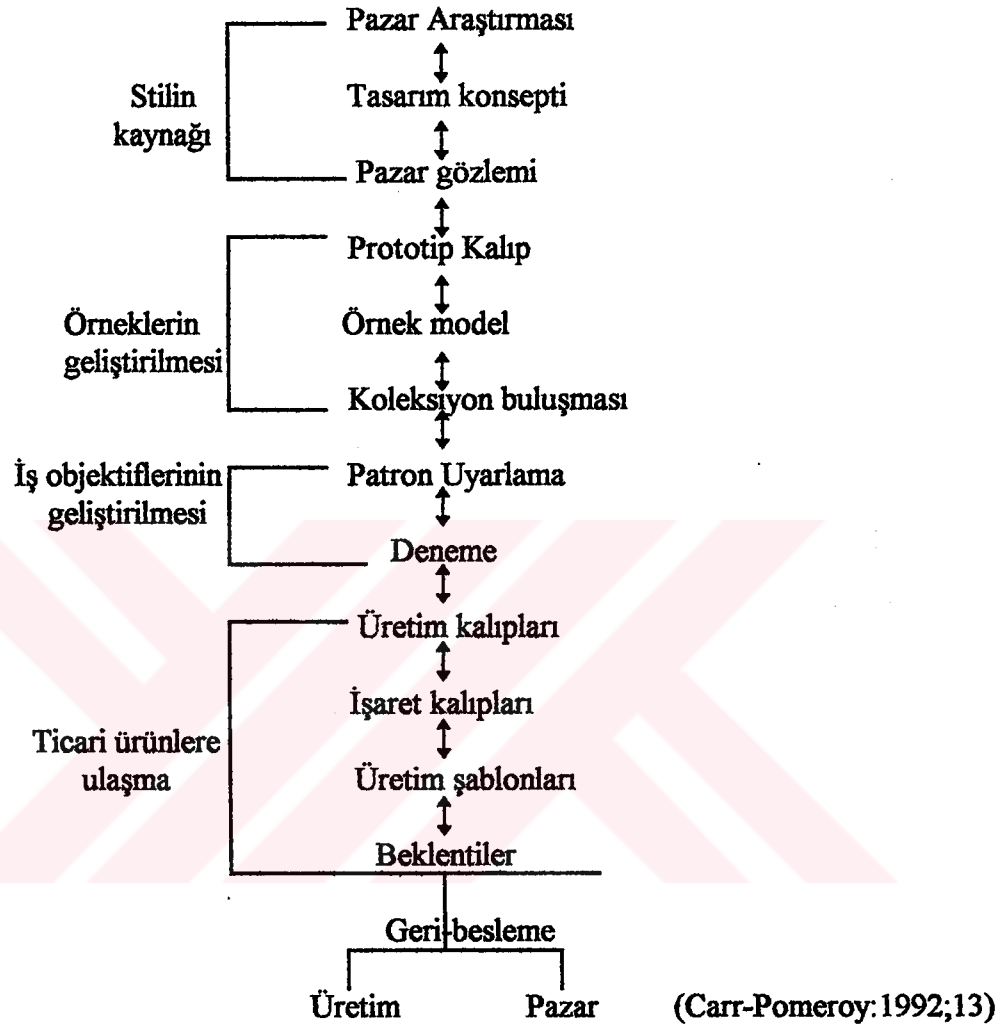 Pazar Araştırması
Stilin
kaynağı
Tasarım konsepti
Pazar gözlemi
Prototip Kalıp
Örneklerin
geliştirilmesi
Örnek model
Koleksiyon buluşması
İş objektiflerinin
geliştirilmesi
Patron Uyarlama
Deneme
Üretim kalıpları
İşaret kalıpları
Ticari ürünlere
ulaşma
Üretim şablonları
Beklentiler
Geri-besleme
Üretim Pazar (Carr-Pomeroy:1992;13)